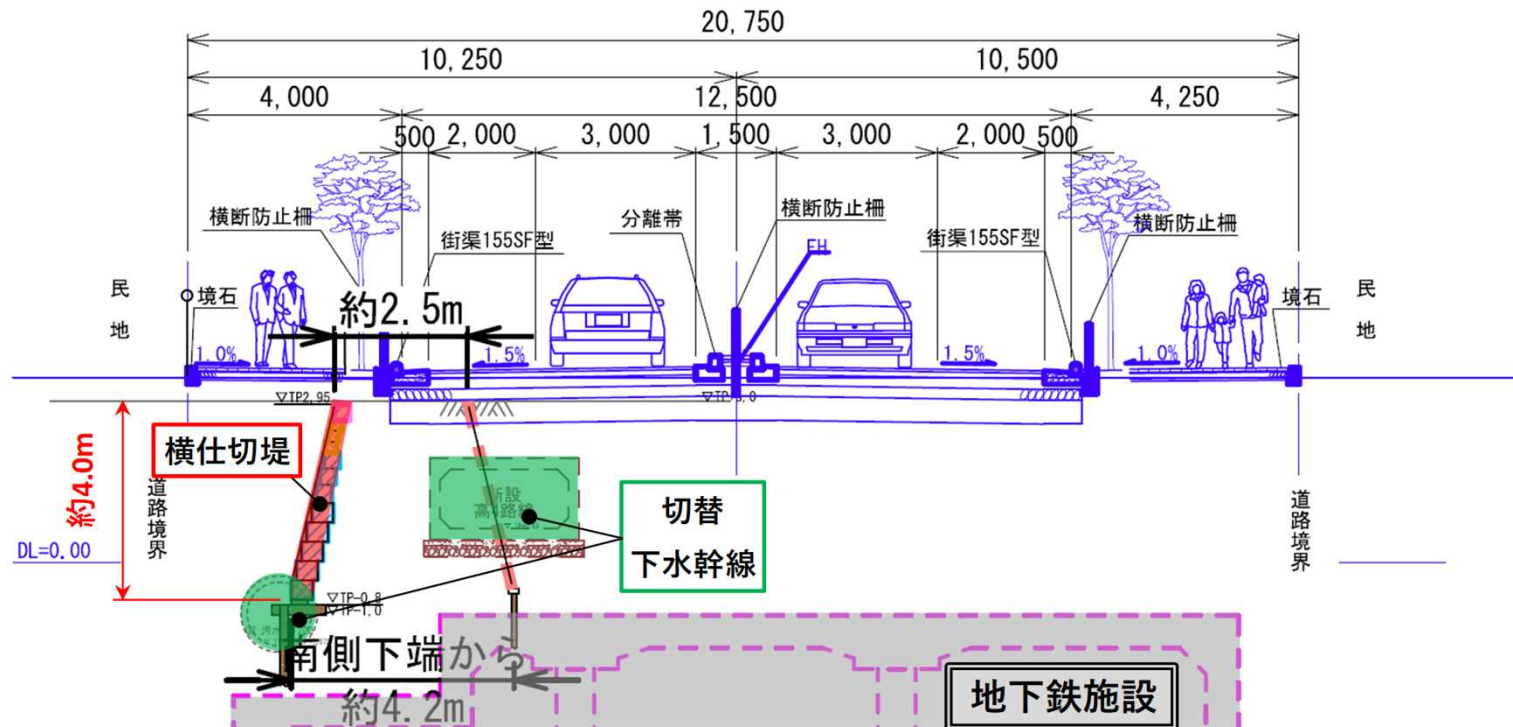 20,750
10,250
10,500
4,000
12,500
4,250
500
2,000
3,000
1,500
3,000
2,000
500
横断防止柵
街渠155SF型
分離帯
横断防止柵
街渠155SF型
横断防止柵
民地
境石
約2.5m
境石
民地
1.0%
1.5%
1.5%
1.0%
▽TP2,95
横仕切堤
約4.0m
道路境界
新設
切替
下水幹線
道路境界
DL=0.00
▽TP-0.8
▽TP-1.0
南側下端から
約4.2m
地下鉄施設